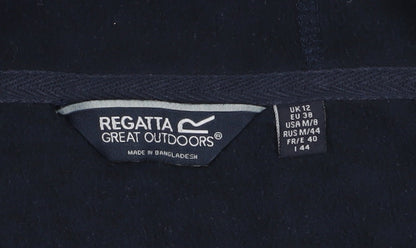 REGATTA
GREAT OUTDOORS®
MADE IN BANGLADESH
UK 12
EU 38
USA M/8
RUS M/44
FR/E 40
I 44